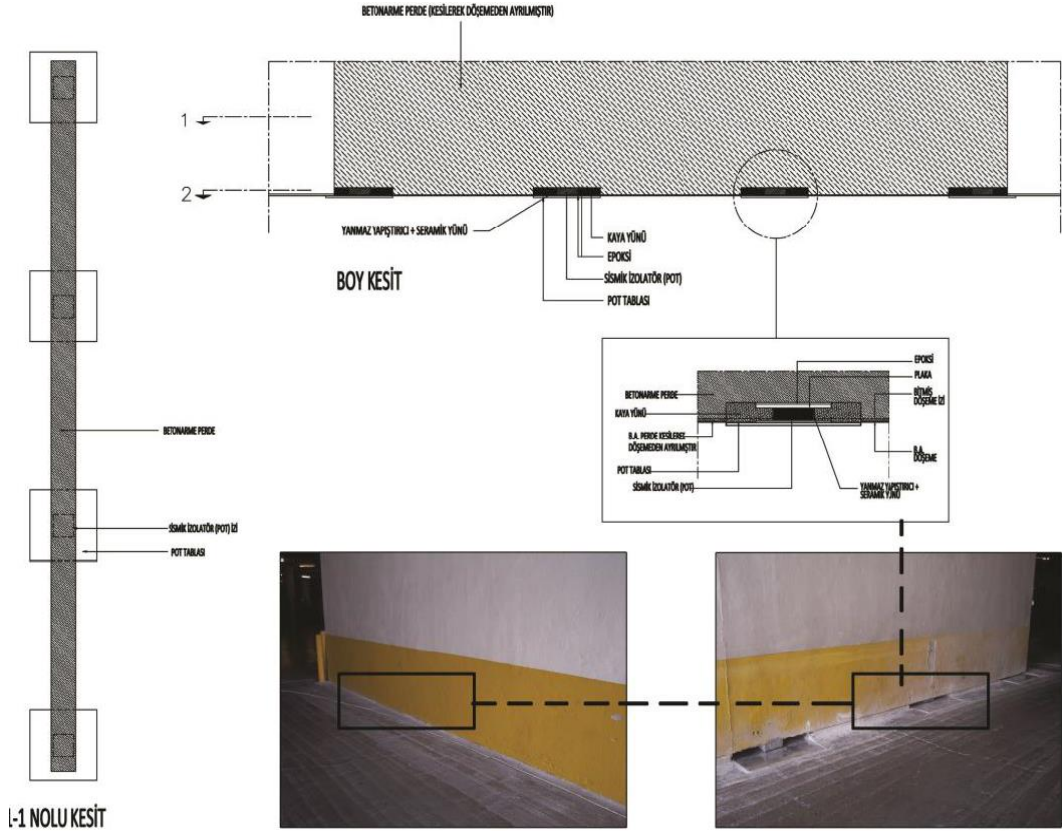 BETONARME PERDE (KESİLEREK DÖŞEMEDEN AYRILMIŞTIR)
1
2
YANMAZ YAPIŞTIRICI + SERAMİK YÜNÜ
KAYA YÜNÜ
EPOKSİ
SİSMİK İZOLATÖR (POT)
POT TABLASI
BOY KESİT
BETONARME PERDE
SİSMİK İZOLATÖR (POT) İZİ
POT TABLASI
EPOKSİ
PLAKA
BİTMİŞ
DÖŞEME İZİ
BETONARME PERDE
KAYA YÜNÜ
B.A. PERDE KESİLEREK
DÖŞEMEDEN AYRILMIŞTIR
B.A.
DÖŞEME
POT TABLASI
SİSMİK İZOLATÖR (POT)
YANMAZ YAPIŞTIRICI +
SERAMİK YÜNÜ
1-1 NOLU KESİT